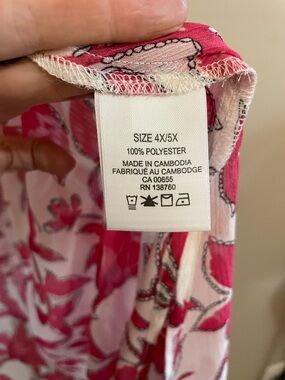 SIZE 4X/5X
100% POLYESTER
MADE IN CAMBODIA
FABRIQUÉ AU CAMBODGE
CA 00655
RN 138760